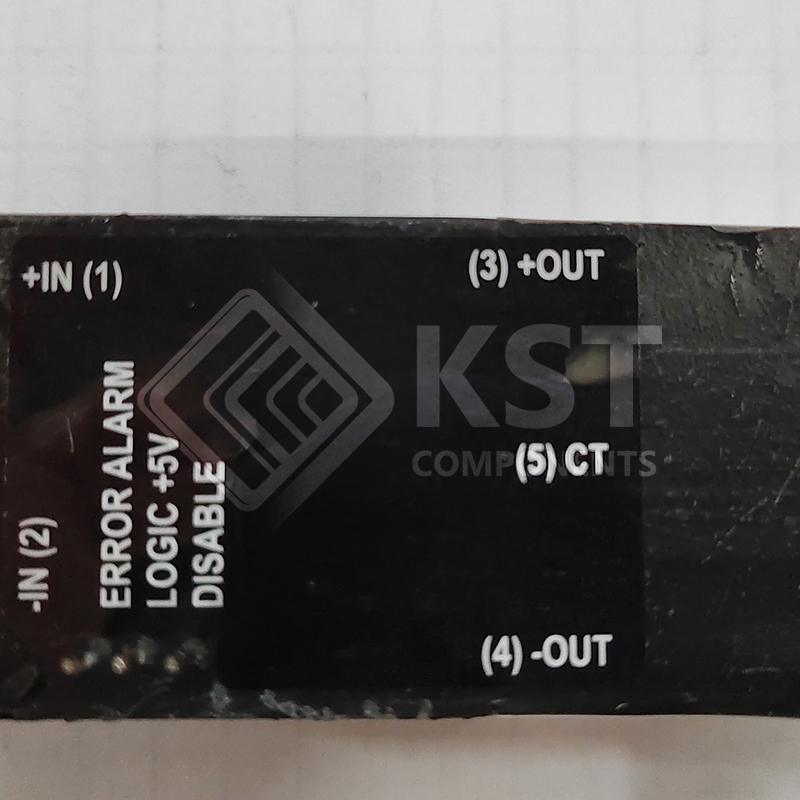 +IN (1)
(3) +OUT
KST
COMPONENTS
(5) CT
-IN (2)
ERROR ALARM
LOGIC +5V
DISABLE
(4) -OUT